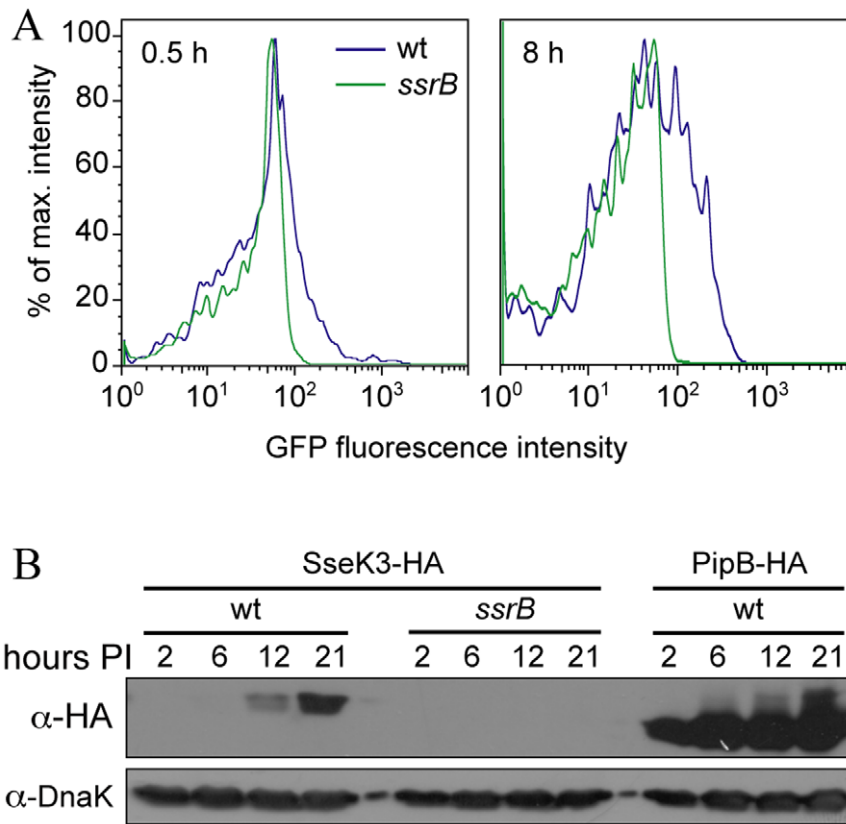 A
0.5 h
wt
ssrB
8 h
% of max. intensity
100
80
60
40
20
0
10⁰ 10¹ 10² 10³
10⁰ 10¹ 10² 10³
GFP fluorescence intensity
B
SseK3-HA PipB-HA
wt ssrB wt
hours PI 2 6 12 21 2 6 12 21 2 6 12 21
α-HA
α-DnaK